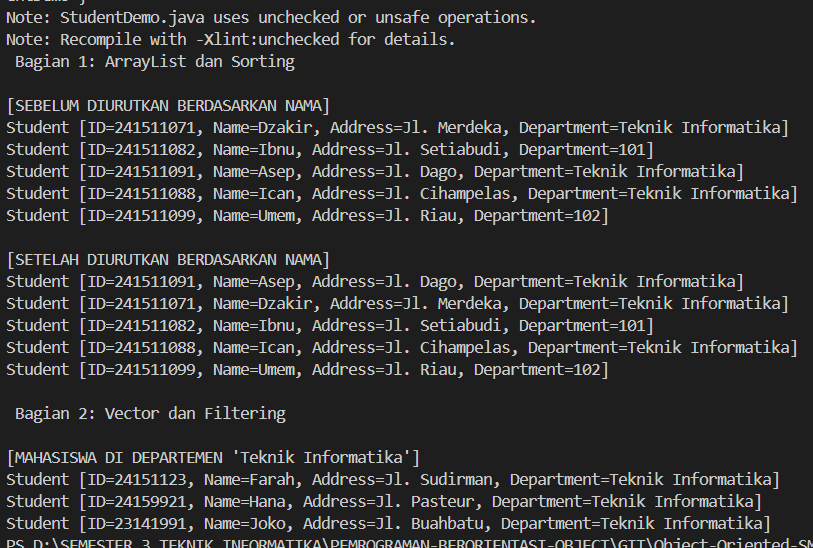 Note: StudentDemo.java uses unchecked or unsafe operations.
Note: Recompile with -Xlint:unchecked for details.
Bagian 1: ArrayList dan Sorting
[SEBELUM DIURUTKAN BERDASARKAN NAMA]
Student [ID=241511071, Name=Dzakir, Address=Jl. Merdeka, Department=Teknik Informatika]
Student [ID=241511082, Name=Ibnu, Address=Jl. Setiabudi, Department=101]
Student [ID=241511091, Name=Asep, Address=Jl. Dago, Department=Teknik Informatika]
Student [ID=241511088, Name=Ican, Address=Jl. Cihampelas, Department=Teknik Informatika]
Student [ID=241511099, Name=Umem, Address=Jl. Riau, Department=102]
[SETELAH DIURUTKAN BERDASARKAN NAMA]
Student [ID=241511091, Name=Asep, Address=Jl. Dago, Department=Teknik Informatika]
Student [ID=241511071, Name=Dzakir, Address=Jl. Merdeka, Department=Teknik Informatika]
Student [ID=241511082, Name=Ibnu, Address=Jl. Setiabudi, Department=101]
Student [ID=241511088, Name=Ican, Address=Jl. Cihampelas, Department=Teknik Informatika]
Student [ID=241511099, Name=Umem, Address=Jl. Riau, Department=102]
Bagian 2: Vector dan Filtering
[MAHASISWA DI DEPARTEMEN 'Teknik Informatika']
Student [ID=24151123, Name=Farah, Address=Jl. Sudirman, Department=Teknik Informatika]
Student [ID=24159921, Name=Hana, Address=Jl. Pasteur, Department=Teknik Informatika]
Student [ID=23141991, Name=Joko, Address=Jl. Buahbatu, Department=Teknik Informatika]
PS D:\SEMESTER 3 TEKNIK INFORMATIKA\PEMROGRAMAN-BERORIENTASI-OBJECT\GIT\Object-Oriented-SM